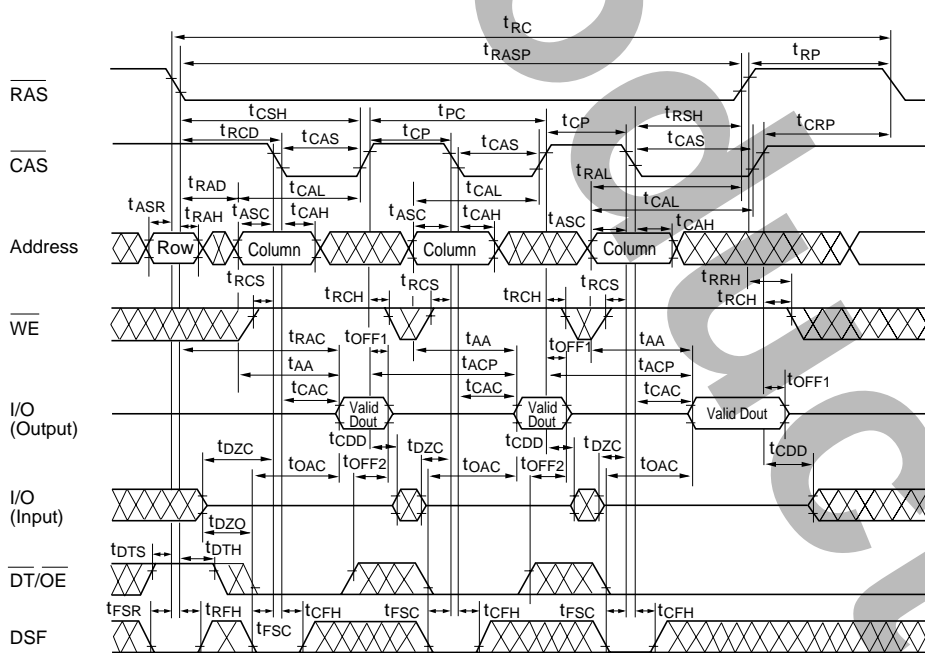 tRC
tRASP tRP
RAS
tCSH tPC tCP tRSH tCRP
tRCD tCAS tCP tCAS tCAS
CAS
tRAD tCAL tCAL tRAL
tCAL
tASR tRAH tASC tCAH tASC tCAH tASC tCAH
Address Row Column Column Column
tRCS tRCH tRCS tRCH tRCS tRRH
tRCH
WE
tRAC tOFF1 tAA tOFF1 tAA
tAA tACP tACP tOFF1
tCAC tCAC tCAC
I/O
(Output)
Valid
Dout
Valid
Dout
Valid Dout
tCDD tDZC tCDD tDZC tCDD
tDZC tOAC tOFF2 tOAC tOFF2 tOAC
I/O
(Input)
tDZO
tDTS tDTH
DT/OE
tFSR tRFH tFSC tCFH tFSC tCFH tFSC tCFH
DSF